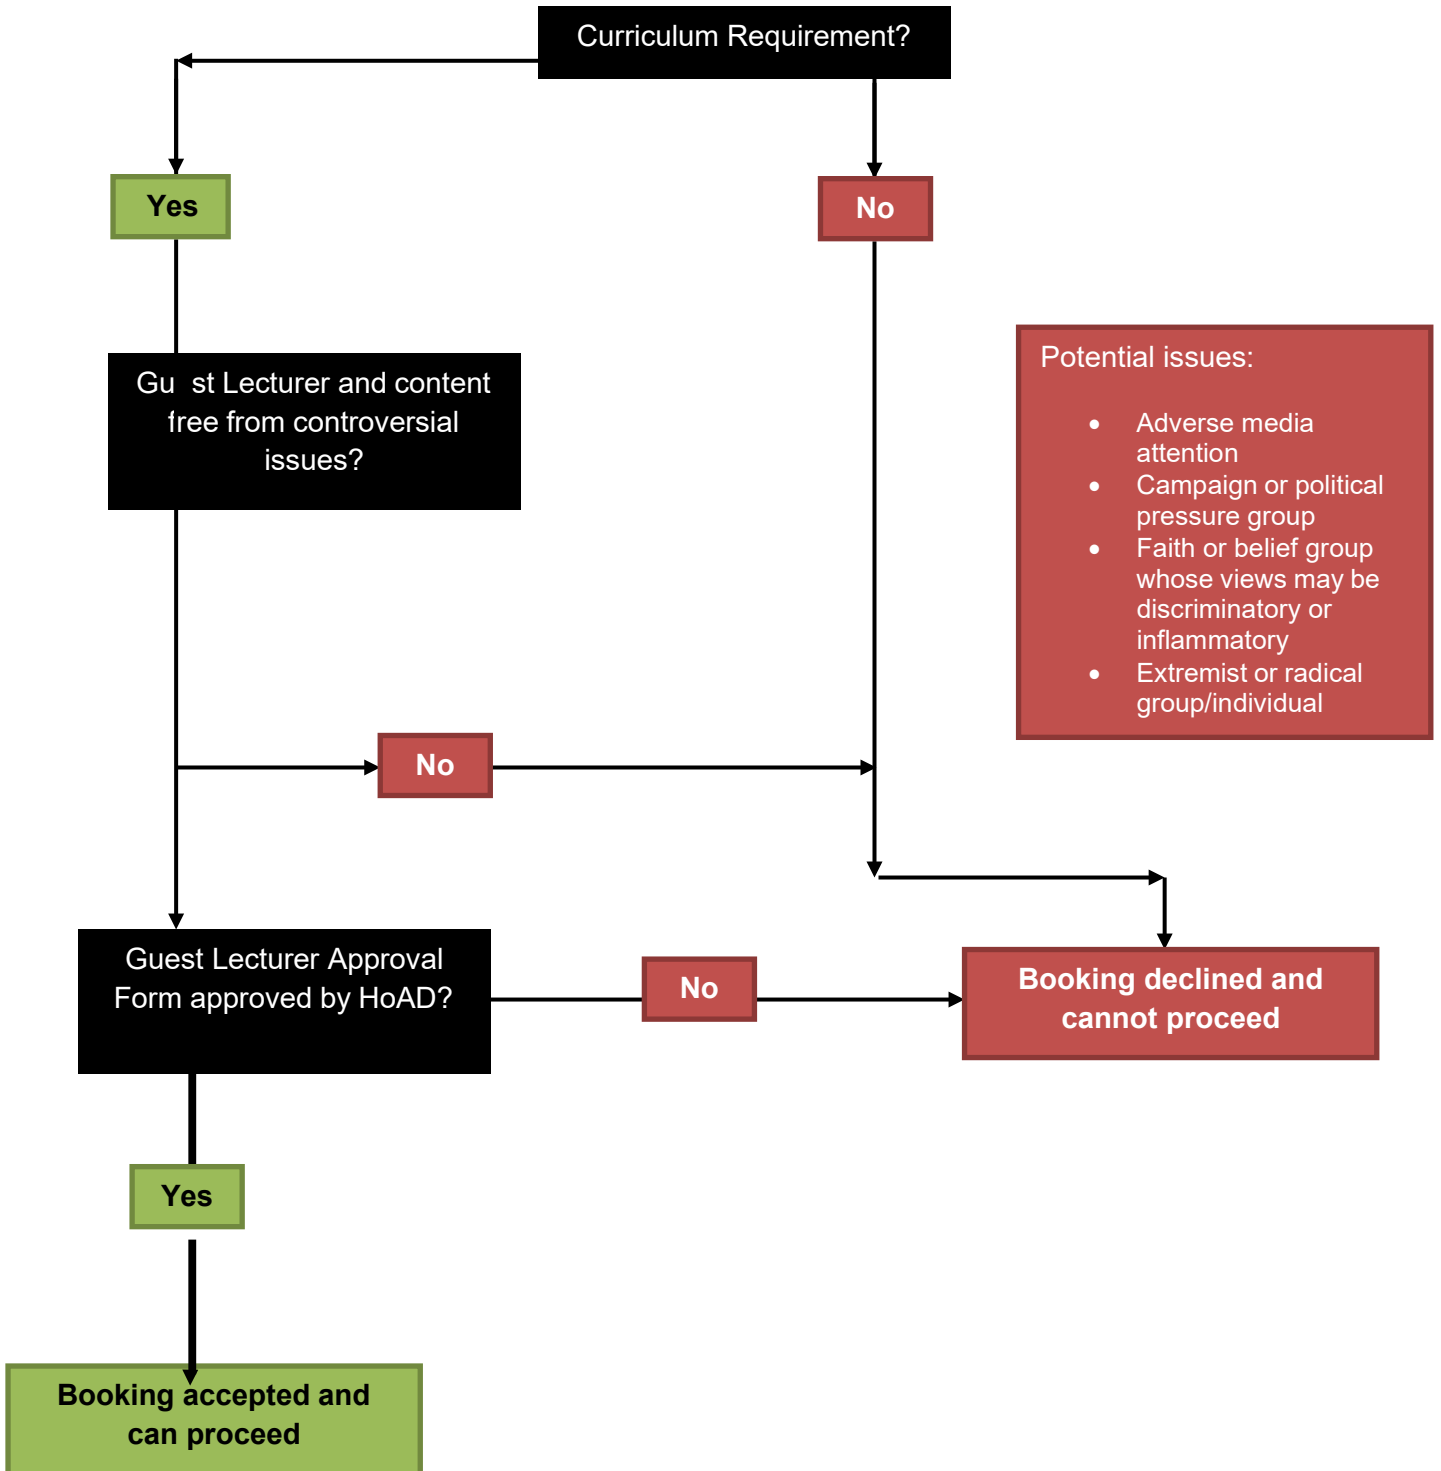 Curriculum Requirement?
Yes
No
Gu st Lecturer and content
free from controversial
issues?
Potential issues:
• Adverse media
attention
• Campaign or political
pressure group
• Faith or belief group
whose views may be
discriminatory or
inflammatory
• Extremist or radical
group/individual
No
Guest Lecturer Approval
Form approved by HoAD?
No
Booking declined and
cannot proceed
Yes
Booking accepted and
can proceed